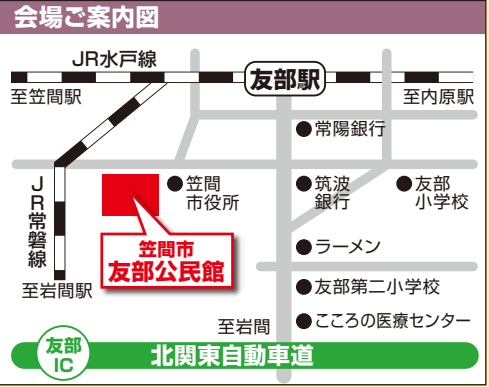 会場ご案内図
JR水戸線
友部駅
至笠間駅
至内原駅
常陽銀行
JR常磐線
笠間
市役所
筑波
銀行
友部
小学校
笠間市
友部公民館
ラーメン
至岩間駅
友部第二小学校
至岩間
こころの医療センター
友部
IC
北関東自動車道